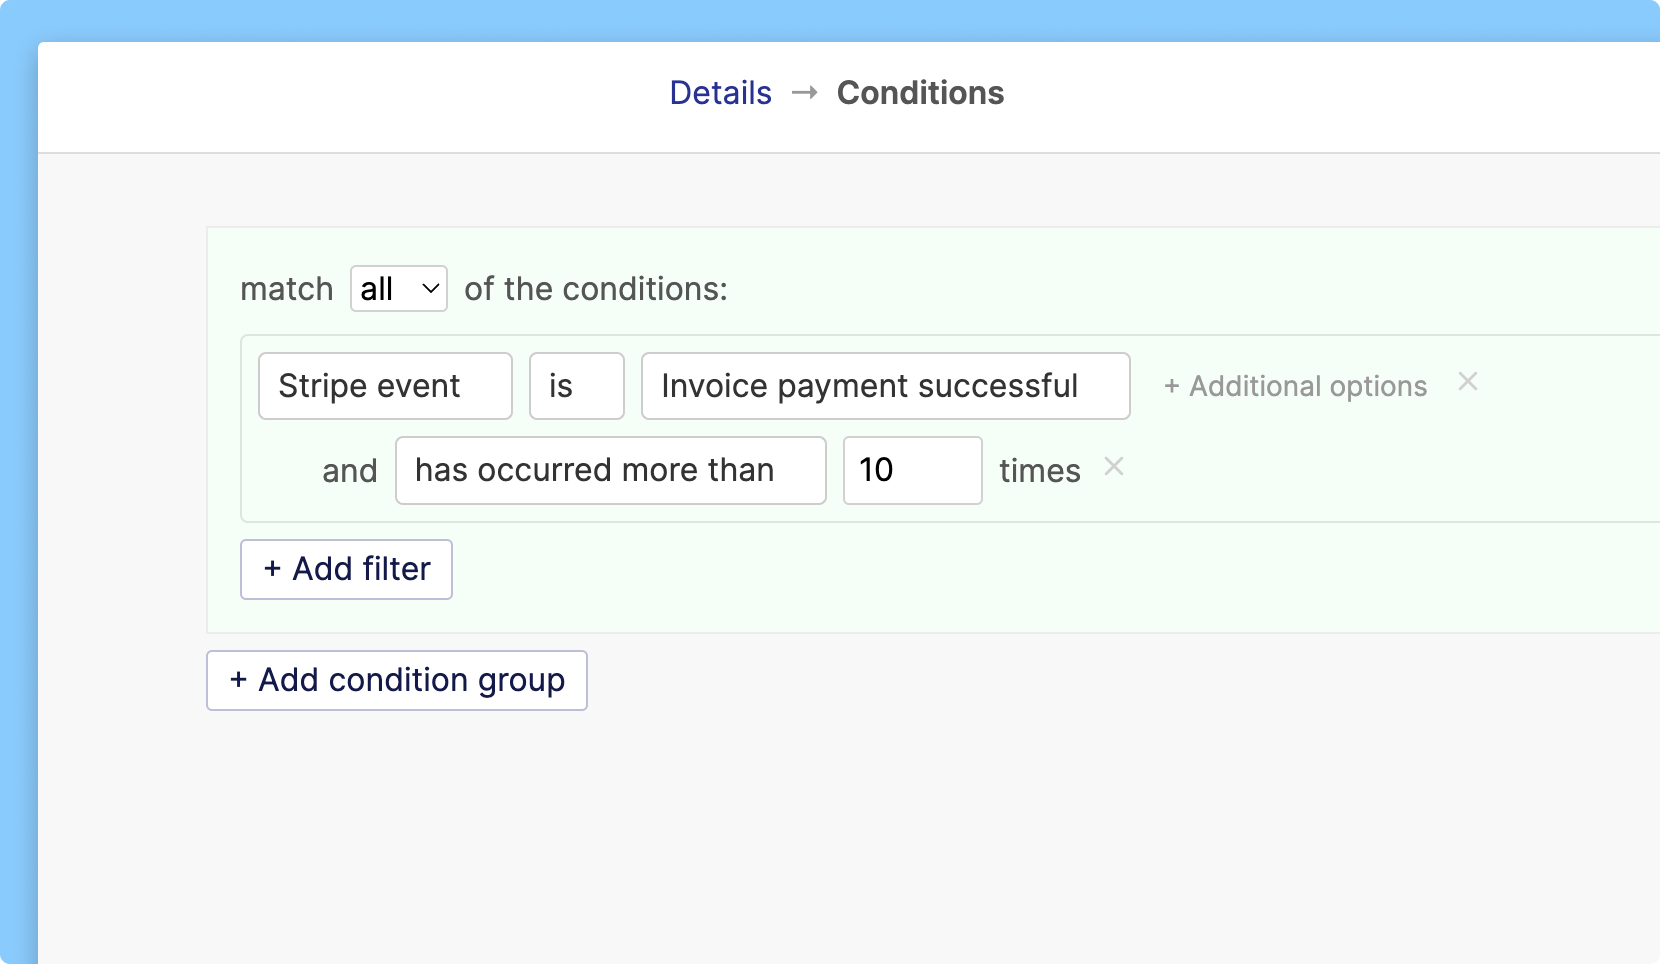 Details → Conditions
match all of the conditions:
Stripe event is Invoice payment successful + Additional options ×
and has occurred more than 10 times ×
+ Add filter
+ Add condition group